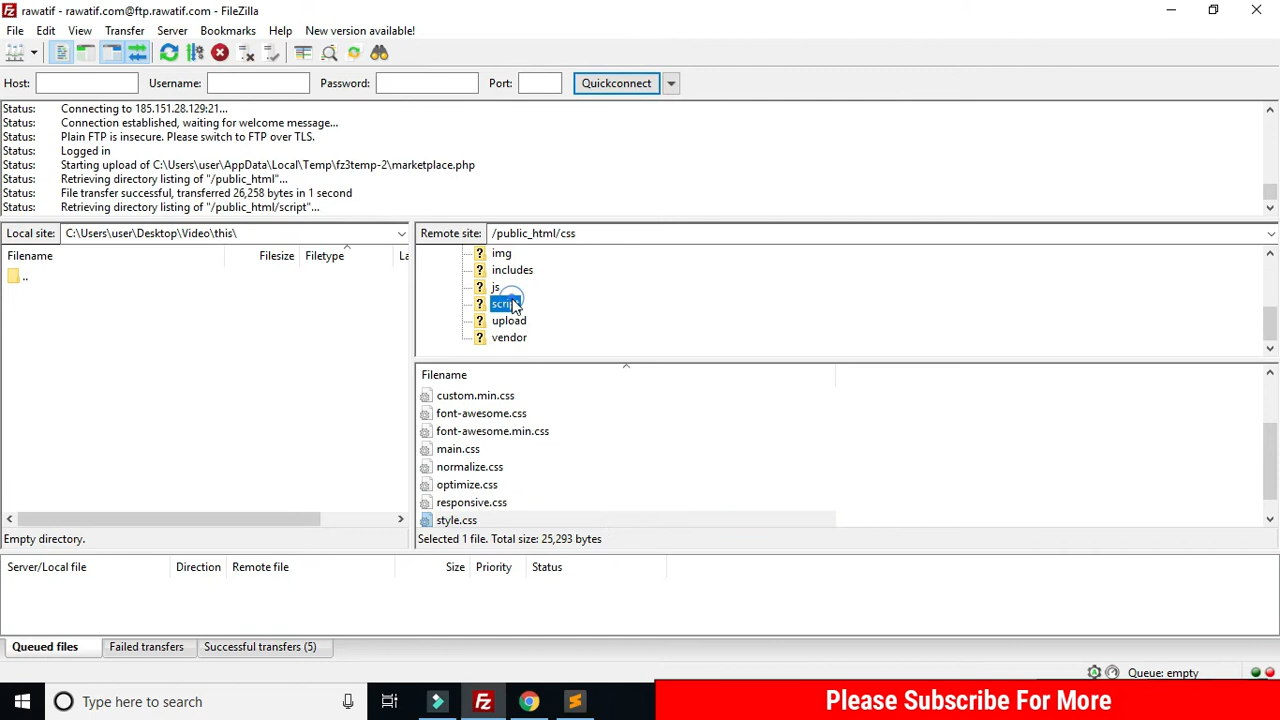 rawatif - rawatif.com@ftp.rawatif.com - FileZilla
File Edit View Transfer Server Bookmarks Help New version available!
Host: Username: Password: Port: Quickconnect
Status: Connecting to 185.151.28.129:21...
Status: Connection established, waiting for welcome message...
Status: Plain FTP is insecure. Please switch to FTP over TLS.
Status: Logged in
Status: Starting upload of C:\Users\user\AppData\Local\Temp\fz3temp-2\marketplace.php
Status: Retrieving directory listing of "/public_html"...
Status: File transfer successful, transferred 26,258 bytes in 1 second
Status: Retrieving directory listing of "/public_html/script"...
Local site: C:\Users\user\Desktop\Video\this\
Filename Filesize Filetype La
..
Empty directory.
Remote site: /public_html/css
img
includes
js
script
upload
vendor
Filename
custom.min.css
font-awesome.css
font-awesome.min.css
main.css
normalize.css
optimize.css
responsive.css
style.css
Selected 1 file. Total size: 25,293 bytes
Server/Local file Direction Remote file Size Priority Status
Queued files Failed transfers Successful transfers (5)
Queue: empty
Type here to search
Please Subscribe For More